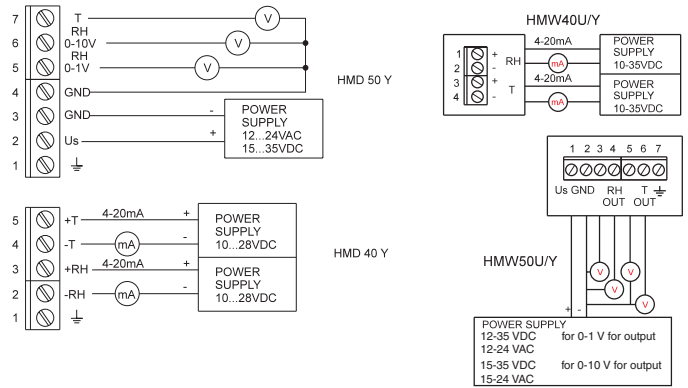 7 T V
RH
6 0-10V V
RH
5 0-1V V
4 GND
3 GND - POWER
SUPPLY
2 Us + 12...24VAC
15...35VDC
1
HMD 50 Y
5 +T 4-20mA + POWER
SUPPLY
4 -T mA - 10...28VDC
3 +RH 4-20mA + POWER
SUPPLY
2 -RH mA - 10...28VDC
1
HMD 40 Y
HMW40U/Y
1 + RH 4-20mA POWER
SUPPLY
2 - mA 10-35VDC
3 + T 4-20mA POWER
SUPPLY
4 - mA 10-35VDC
1 2 3 4 5 6 7
Us GND RH T
OUT OUT
HMW50U/Y
V V
V
V
+ -
POWER SUPPLY
12-35 VDC for 0-1 V for output
12-24 VAC
15-35 VDC for 0-10 V for output
15-24 VAC